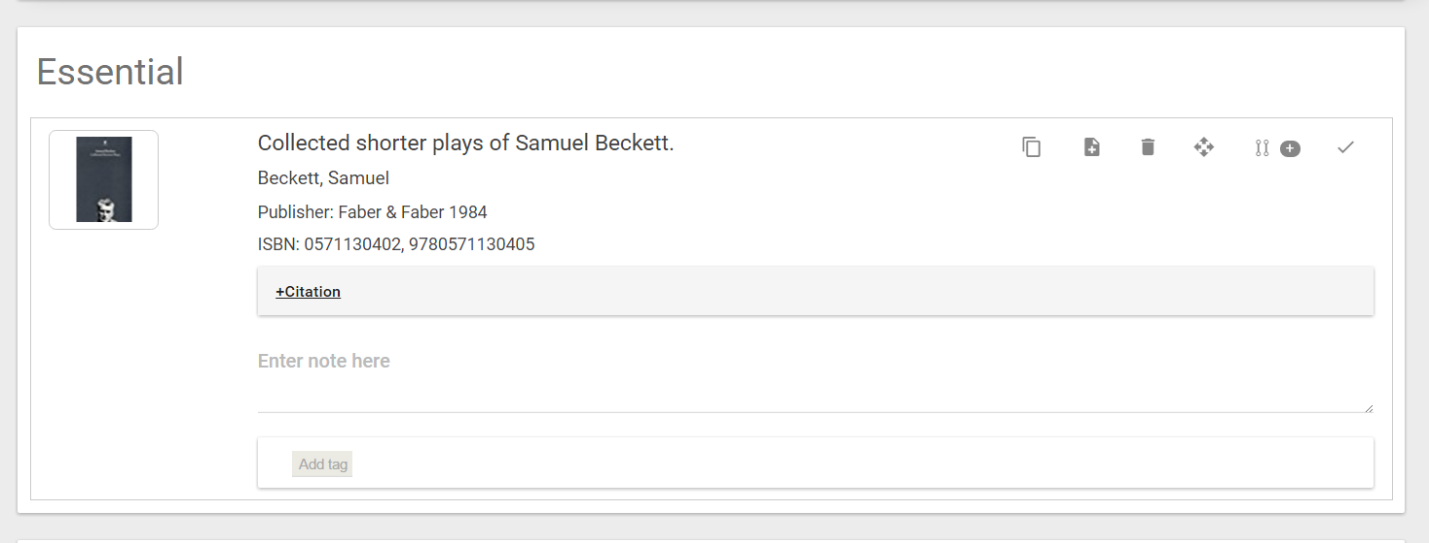 Essential
Collected shorter plays of Samuel Beckett.
Beckett, Samuel
Publisher: Faber & Faber 1984
ISBN: 0571130402, 9780571130405
+Citation
Enter note here
Add tag